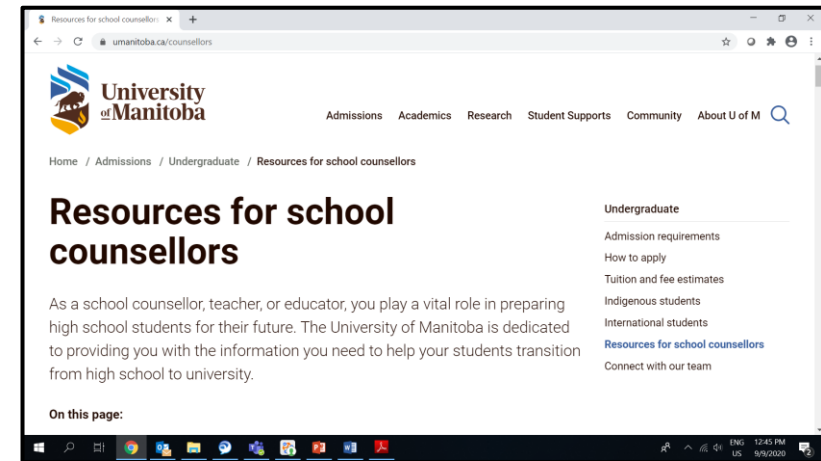 Resources for school counsellors
umanitoba.ca/counsellors
University
of Manitoba
Admissions Academics Research Student Supports Community About U of M
Home / Admissions / Undergraduate / Resources for school counsellors
Resources for school
counsellors
As a school counsellor, teacher, or educator, you play a vital role in preparing
high school students for their future. The University of Manitoba is dedicated
to providing you with the information you need to help your students transition
from high school to university.
On this page:
Undergraduate
Admission requirements
How to apply
Tuition and fee estimates
Indigenous students
International students
Resources for school counsellors
Connect with our team
ENG
US
12:45 PM
9/9/2020
2